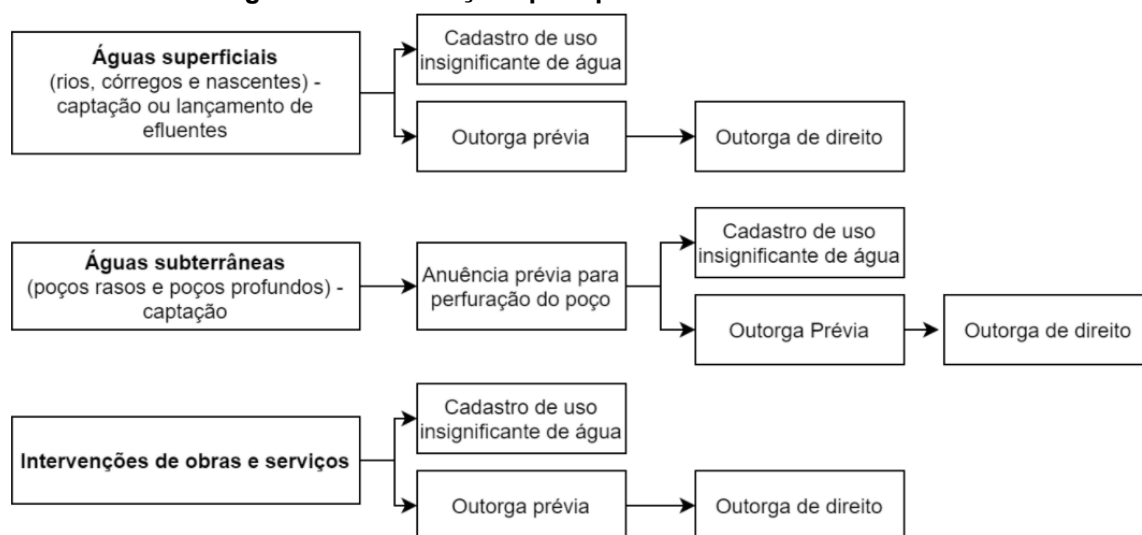 Águas superficiais
(rios, córregos e nascentes) -
captação ou lançamento de
efluentes
Cadastro de uso
insignificante de água
Outorga prévia
Outorga de direito
Águas subterrâneas
(poços rasos e poços profundos) -
captação
Anuência prévia para
perfuração do poço
Cadastro de uso
insignificante de água
Outorga Prévia
Outorga de direito
Intervenções de obras e serviços
Cadastro de uso
insignificante de água
Outorga prévia
Outorga de direito